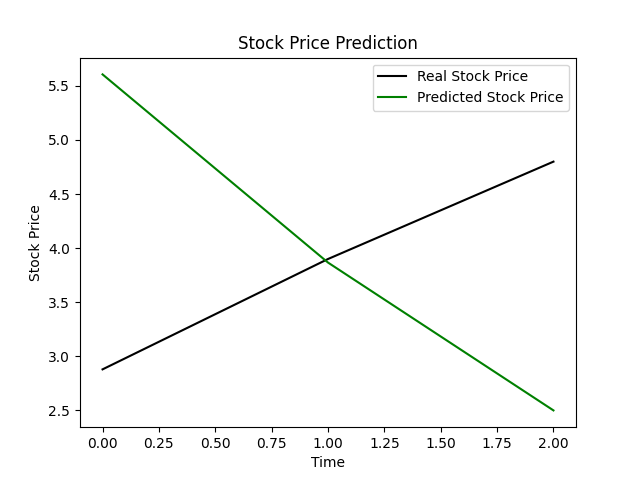 Stock Price Prediction
Real Stock Price
Predicted Stock Price
Stock Price
5.5
5.0
4.5
4.0
3.5
3.0
2.5
0.00 0.25 0.50 0.75 1.00 1.25 1.50 1.75 2.00
Time